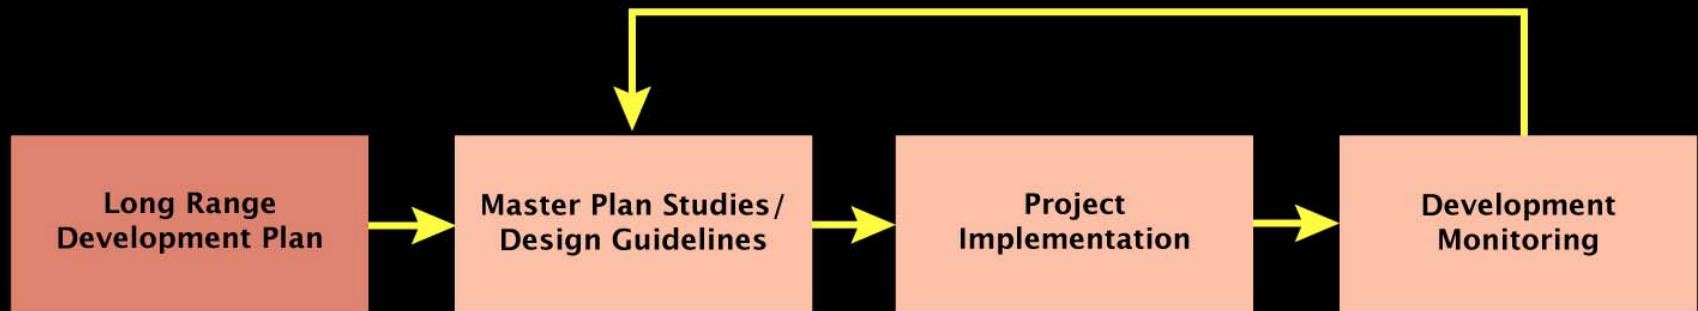 Long Range
Development Plan
Master Plan Studies/
Design Guidelines
Project
Implementation
Development
Monitoring